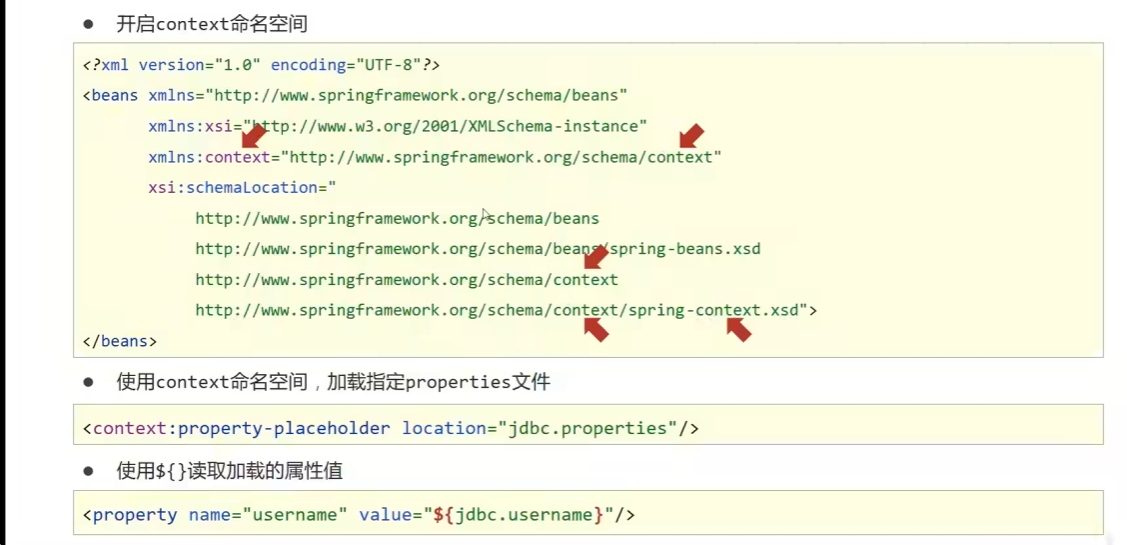 ● 开启context命名空间
<?xml version="1.0" encoding="UTF-8"?>
<beans xmlns="http://www.springframework.org/schema/beans"
xmlns:xsi="http://www.w3.org/2001/XMLSchema-instance"
xmlns:context="http://www.springframework.org/schema/context"
xsi:schemaLocation="
http://www.springframework.org/schema/beans
http://www.springframework.org/schema/beans/spring-beans.xsd
http://www.springframework.org/schema/context
http://www.springframework.org/schema/context/spring-context.xsd">
</beans>
● 使用context命名空间，加载指定properties文件
<context:property-placeholder location="jdbc.properties"/>
● 使用${}读取加载的属性值
<property name="username" value="${jdbc.username}"/>